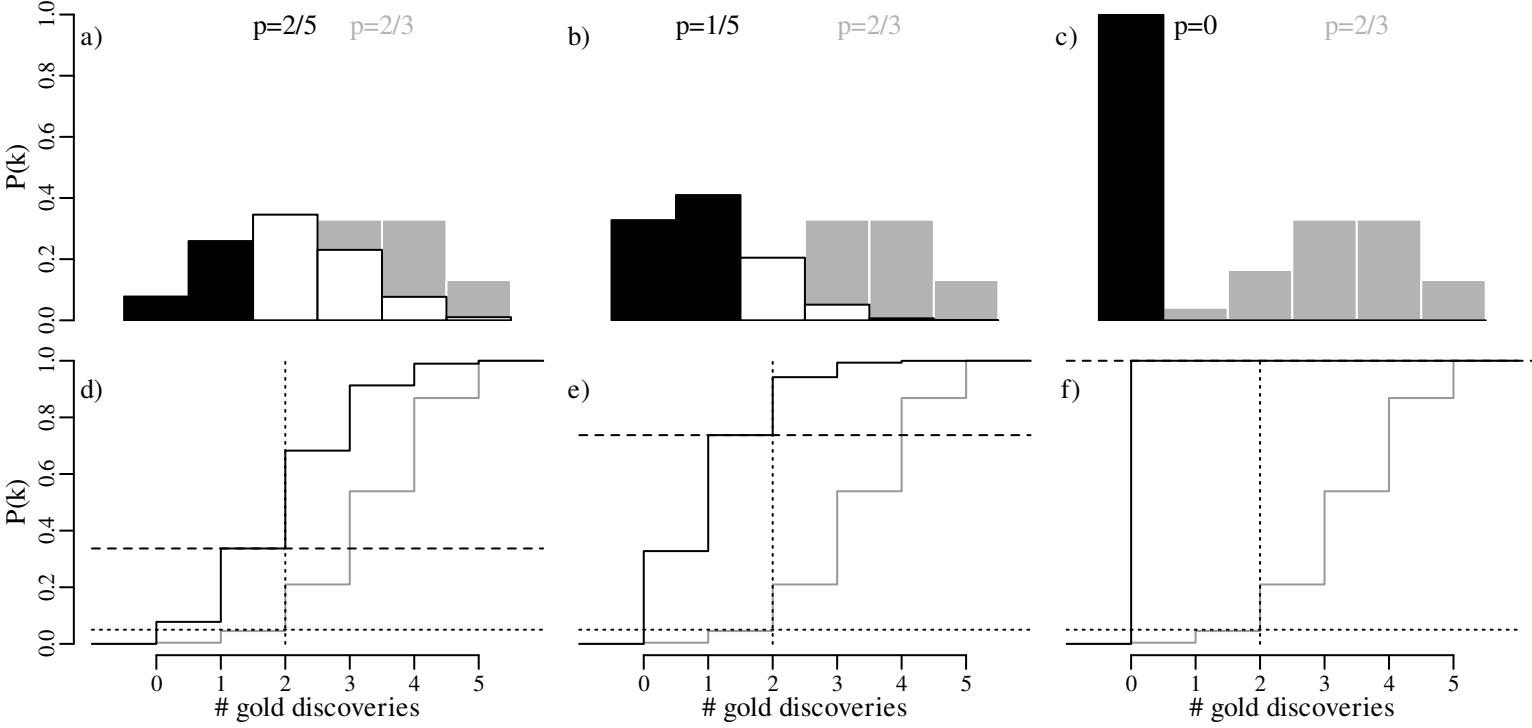 a) p=2/5 p=2/3
b) p=1/5 p=2/3
c) p=0 p=2/3
P(k)
0.0 0.2 0.4 0.6 0.8 1.0
d)
e)
f)
P(k)
0.0 0.2 0.4 0.6 0.8 1.0
0 1 2 3 4 5
# gold discoveries
0 1 2 3 4 5
# gold discoveries
0 1 2 3 4 5
# gold discoveries